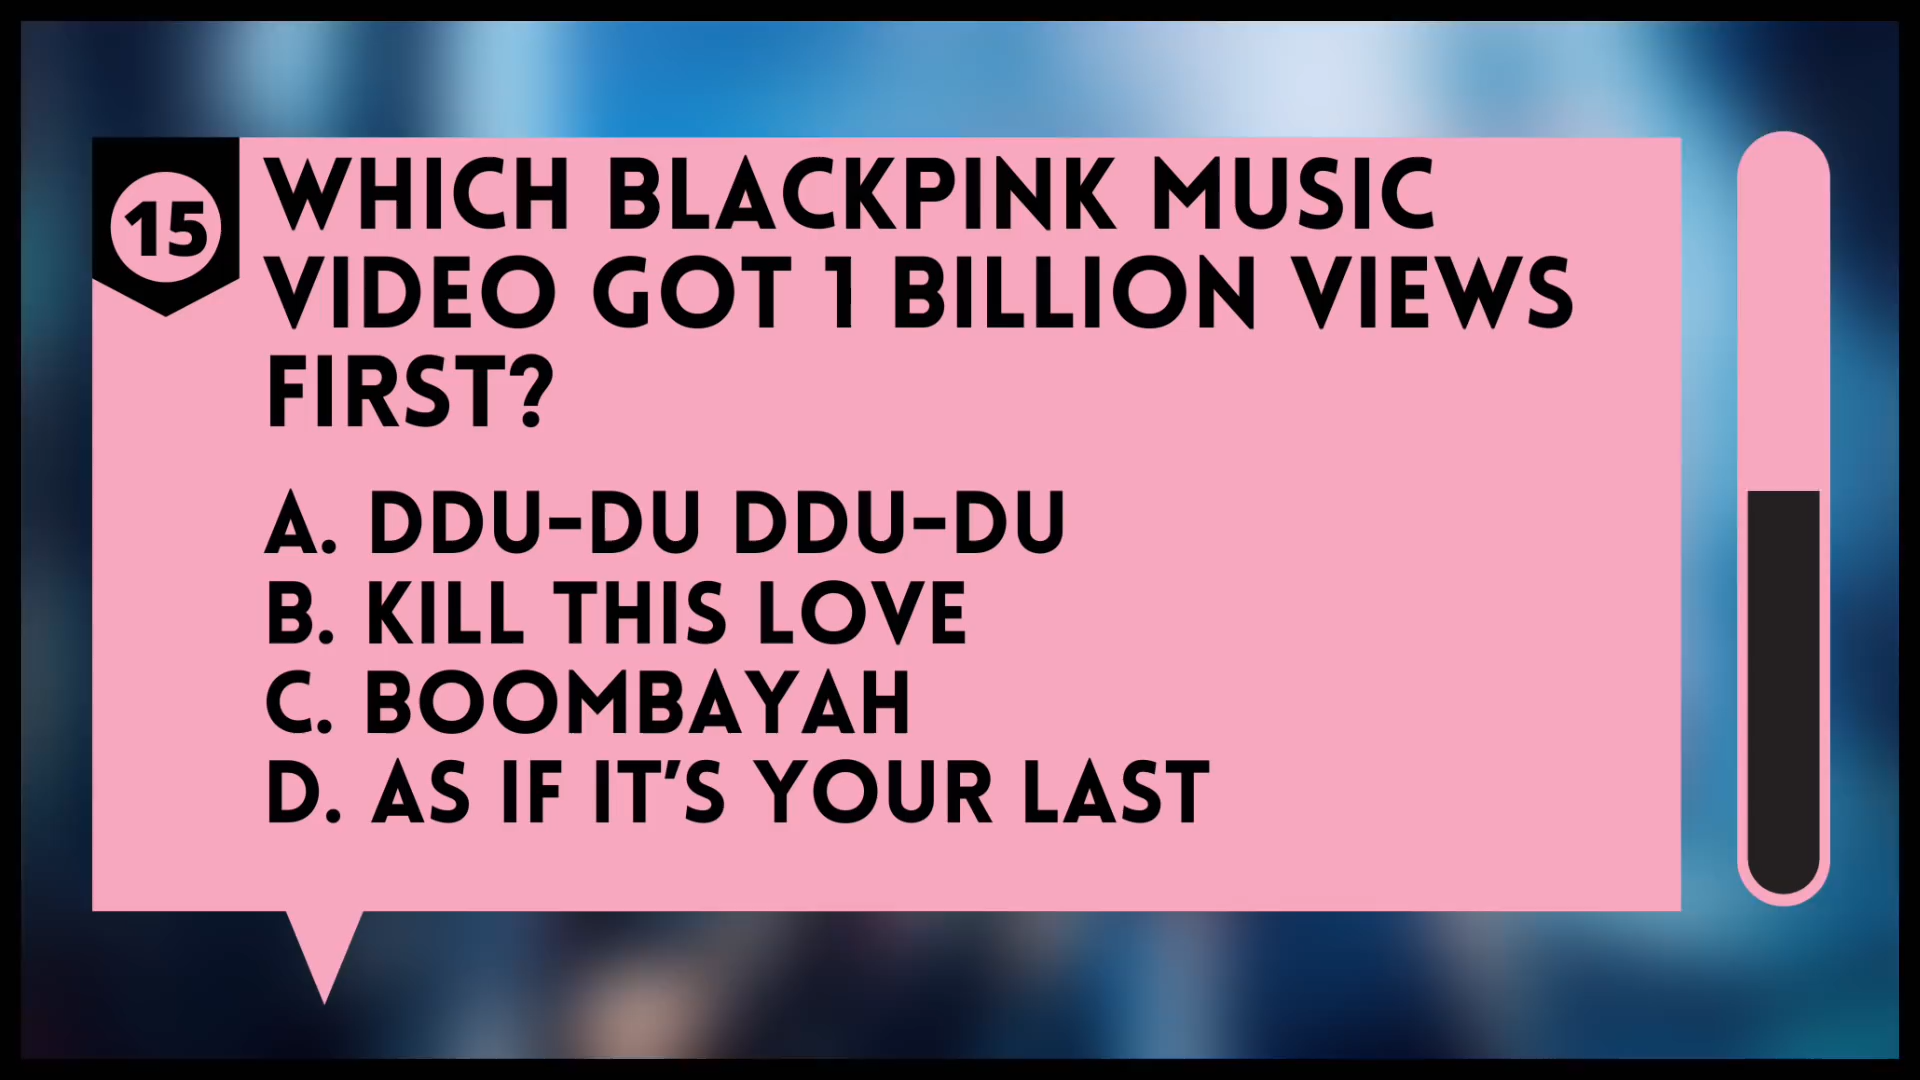 15
WHICH BLACKPINK MUSIC
VIDEO GOT 1 BILLION VIEWS
FIRST?
A. DDU-DU DDU-DU
B. KILL THIS LOVE
C. BOOMBAYAH
D. AS IF IT’S YOUR LAST